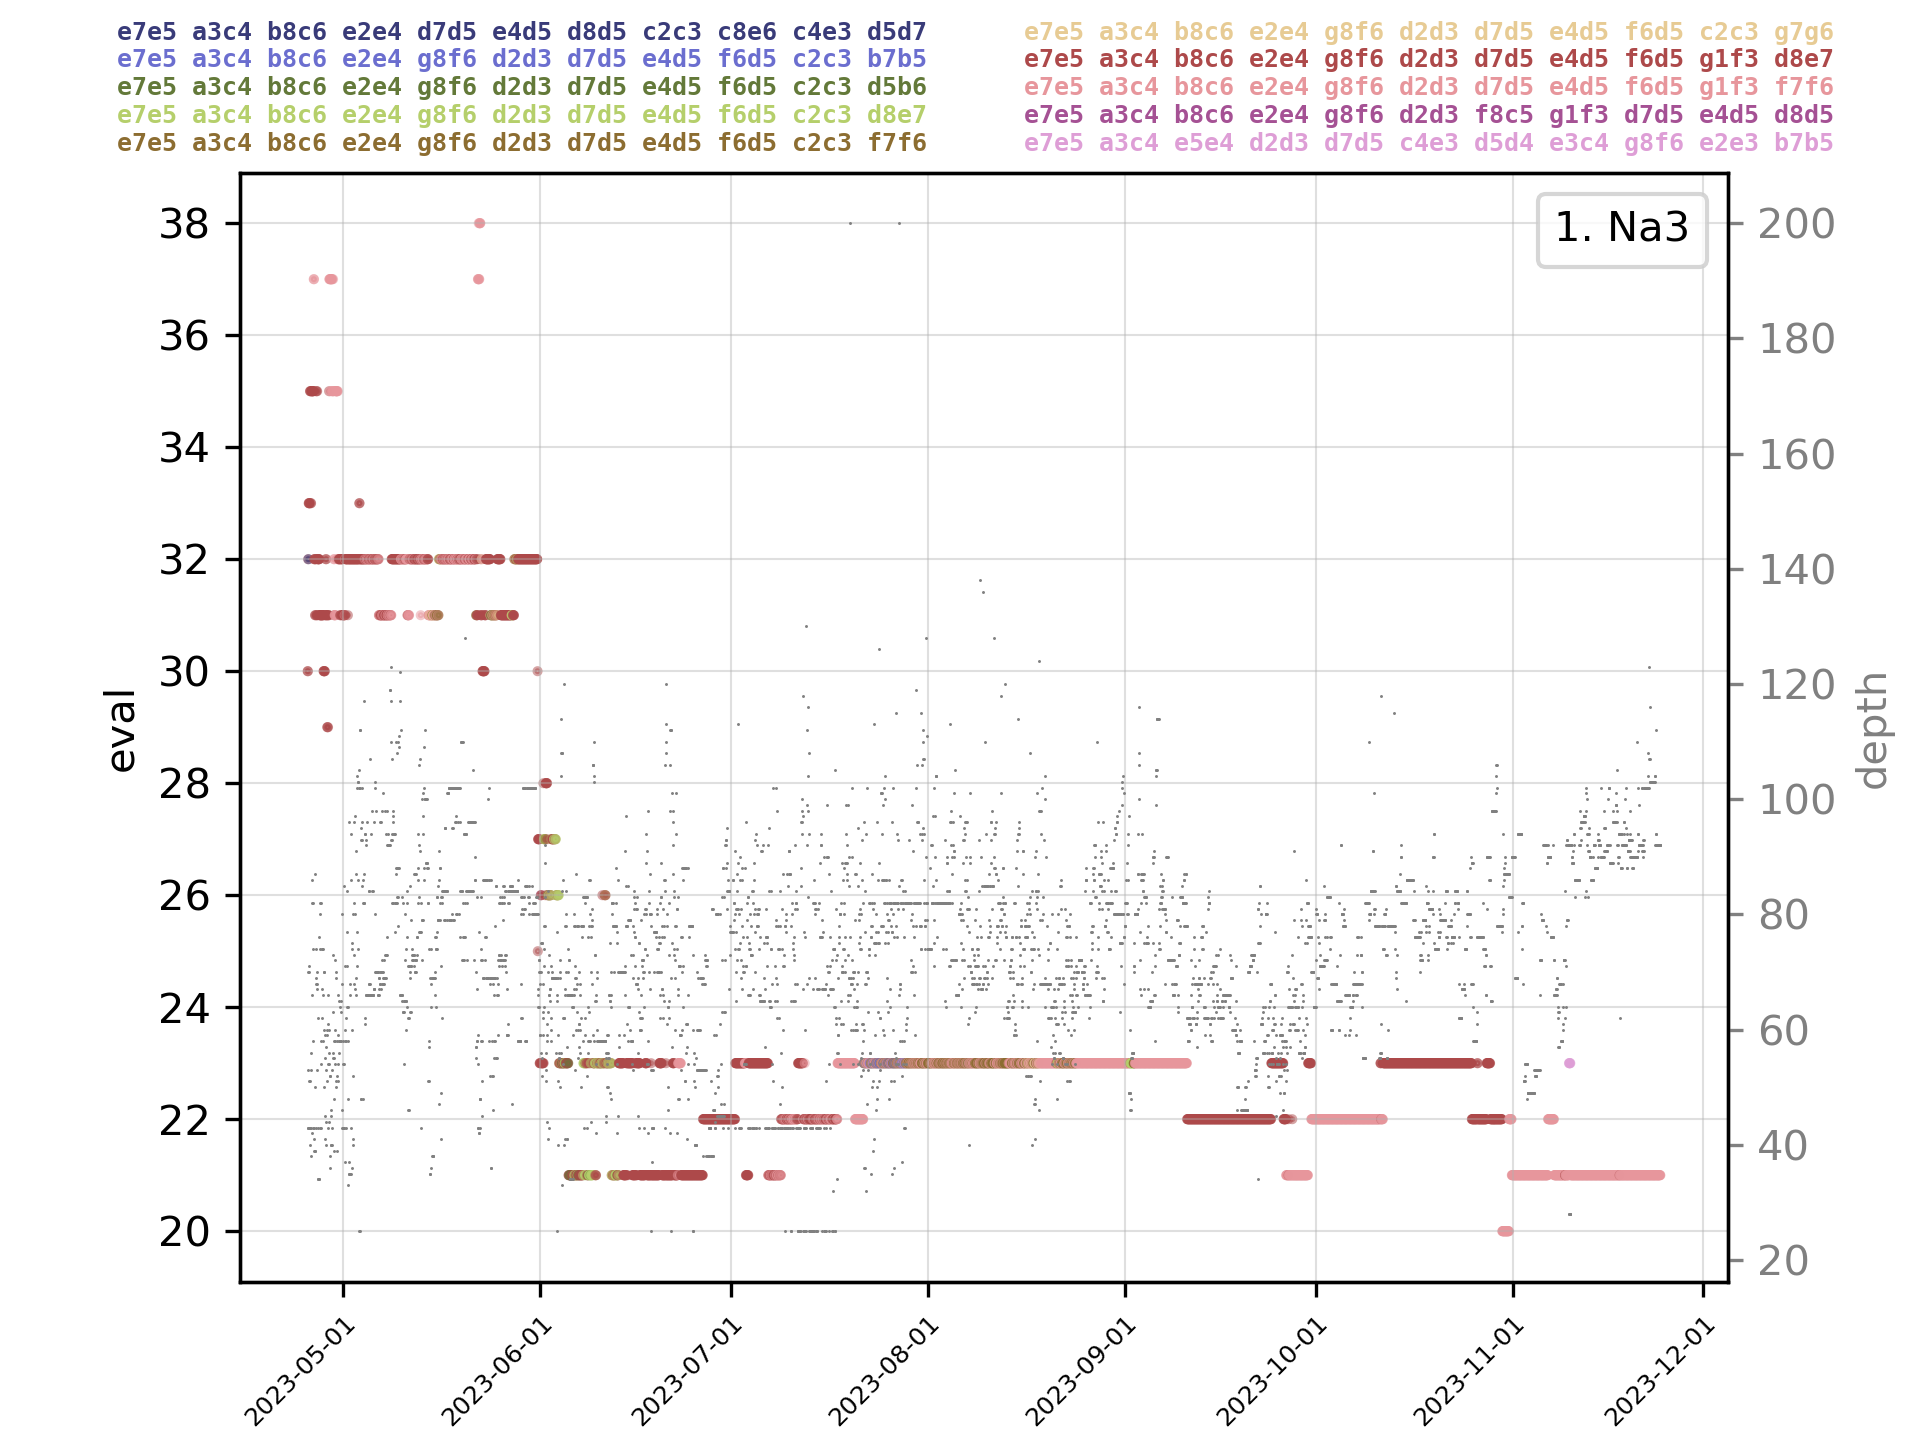 e7e5 a3c4 b8c6 e2e4 d7d5 e4d5 d8d5 c2c3 c8e6 c4e3 d5d7
e7e5 a3c4 b8c6 e2e4 g8f6 d2d3 d7d5 e4d5 f6d5 c2c3 b7b5
e7e5 a3c4 b8c6 e2e4 g8f6 d2d3 d7d5 e4d5 f6d5 c2c3 d5b6
e7e5 a3c4 b8c6 e2e4 g8f6 d2d3 d7d5 e4d5 f6d5 c2c3 d8e7
e7e5 a3c4 b8c6 e2e4 g8f6 d2d3 d7d5 e4d5 f6d5 c2c3 f7f6
e7e5 a3c4 b8c6 e2e4 g8f6 d2d3 d7d5 e4d5 f6d5 c2c3 g7g6
e7e5 a3c4 b8c6 e2e4 g8f6 d2d3 d7d5 e4d5 f6d5 g1f3 d8e7
e7e5 a3c4 b8c6 e2e4 g8f6 d2d3 d7d5 e4d5 f6d5 g1f3 f7f6
e7e5 a3c4 b8c6 e2e4 g8f6 d2d3 f8c5 g1f3 d7d5 e4d5 d8d5
e7e5 a3c4 e5e4 d2d3 d7d5 c4e3 d5d4 e3c4 g8f6 e2e3 b7b5
1. Na3
eval
38
36
34
32
30
28
26
24
22
20
depth
200
180
160
140
120
100
80
60
40
20
2023-05-01
2023-06-01
2023-07-01
2023-08-01
2023-09-01
2023-10-01
2023-11-01
2023-12-01